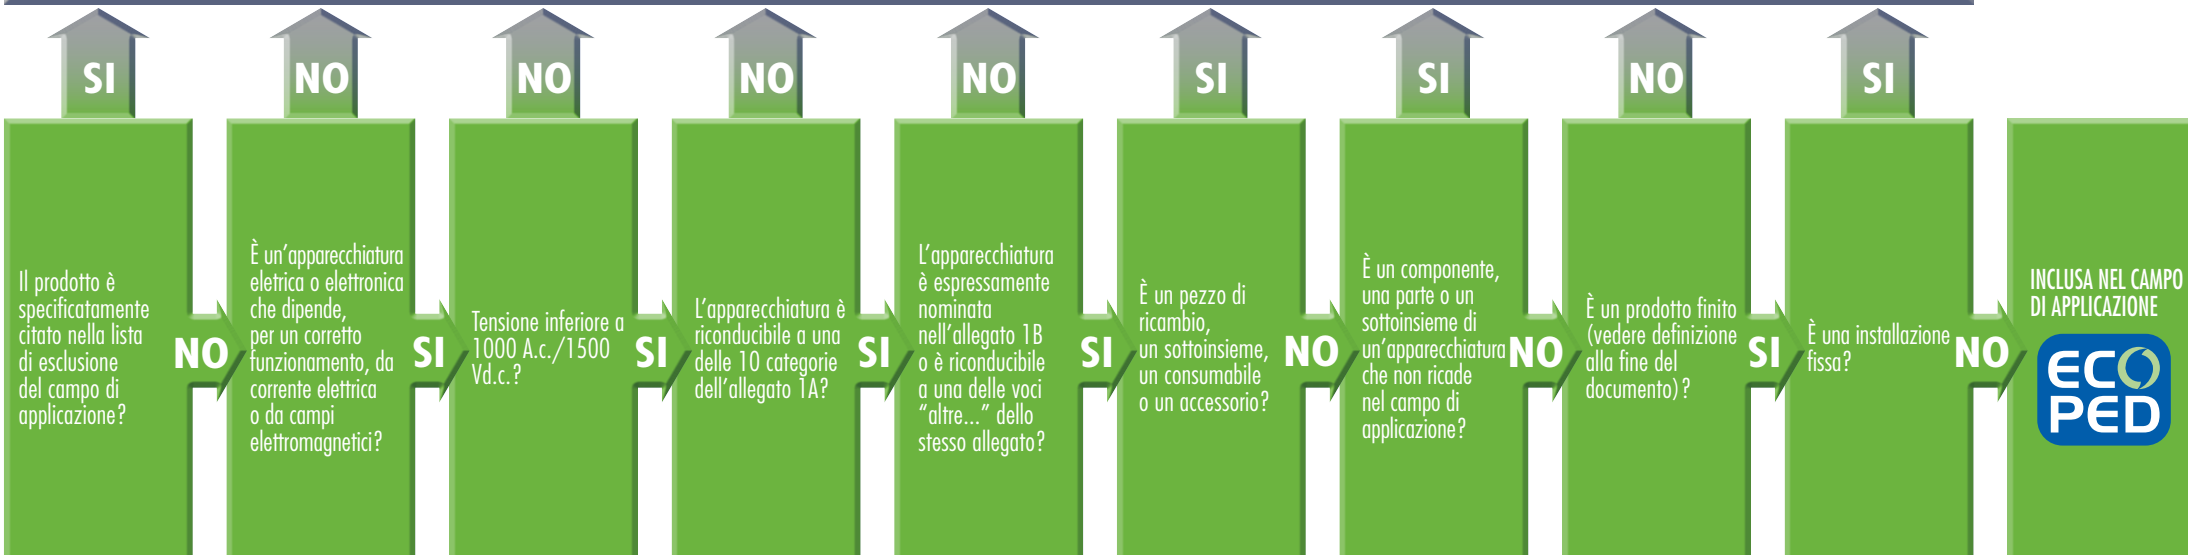 SI
NO
NO
NO
NO
SI
SI
NO
SI
Il prodotto è
specificatamente
citato nella lista
di esclusione
del campo di
applicazione?
NO
È un'apparecchiatura
eletrica o elettronica
che dipende,
per un corretto
funzionamento, da
corrente elettrica
o da campi
elettromagnetici?
SI
Tensione inferiore a
1000 A.c./1500
Vd.c.?
SI
L'apparecchiatura è
riconducibile a una
delle 10 categorie
dell'allegato 1A?
SI
L'apparecchiatura
è espressamente
nominata
nell'allegato 1B
o è riconducibile
a una delle voci
"altre..." dello
stesso allegato?
SI
È un pezzo di
ricambio,
un sottoinsieme,
un consumabile
o un accessorio?
NO
È un componente,
una parte o un
sottoinsieme di
un'apparecchiatura
che non ricade
nel campo di
applicazione?
NO
È un prodotto finito
(vedere definizione
alla fine del
documento)?
SI
È una installazione
fissa?
NO
INCLUSA NEL CAMPO
DI APPLICAZIONE
ECO
PED